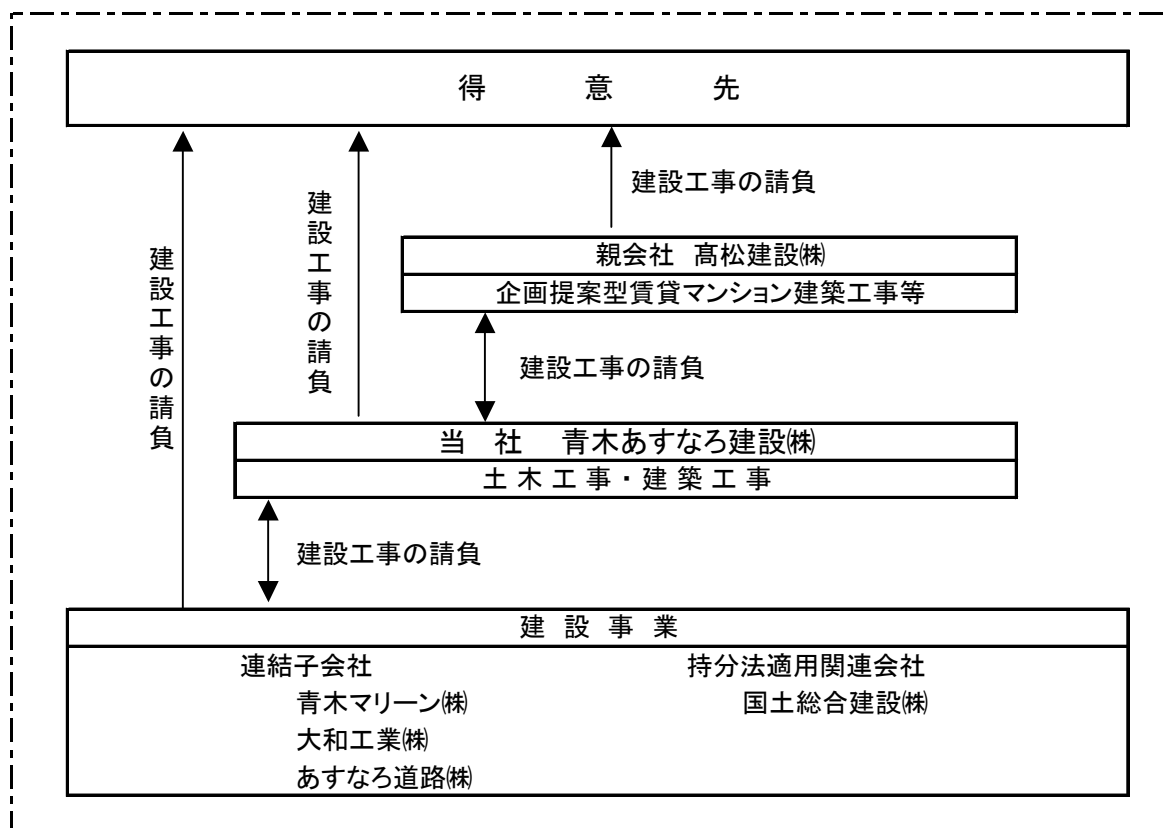 得意先
建設工事の請負
建設工事の請負
建設工事の請負
親会社 髙松建設㈱
企画提案型賃貸マンション建築工事等
建設工事の請負
当社 青木あすなろ建設㈱
土木工事・建築工事
建設工事の請負
建設事業
連結子会社
青木マリーン㈱
大和工業㈱
あすなろ道路㈱
持分法適用関連会社
国土総合建設㈱